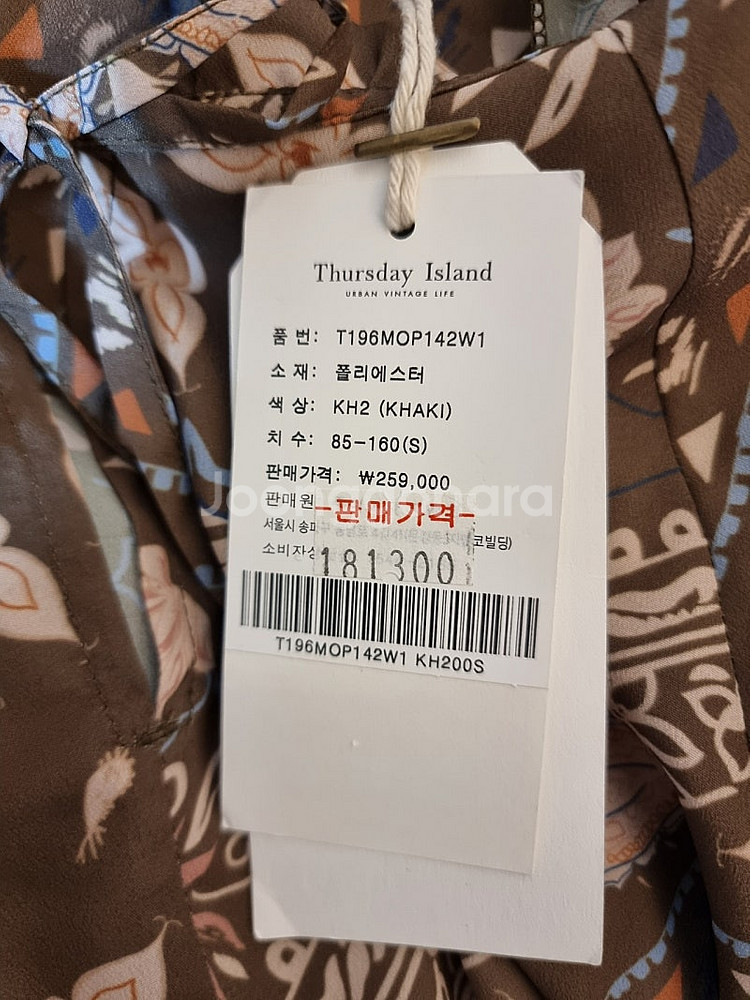 Thursday Island
URBAN VINTAGE LIFE
품 번: T196MOP142W1
소 재: 폴리에스터
색 상: KH2 (KHAKI)
치 수: 85-160(S)
판매가격: ₩259,000
Joonggonara
판매원
-판매가격-
서울시 송파 코빌딩)
소비자상
181300
T196MOP142W1 KH200S